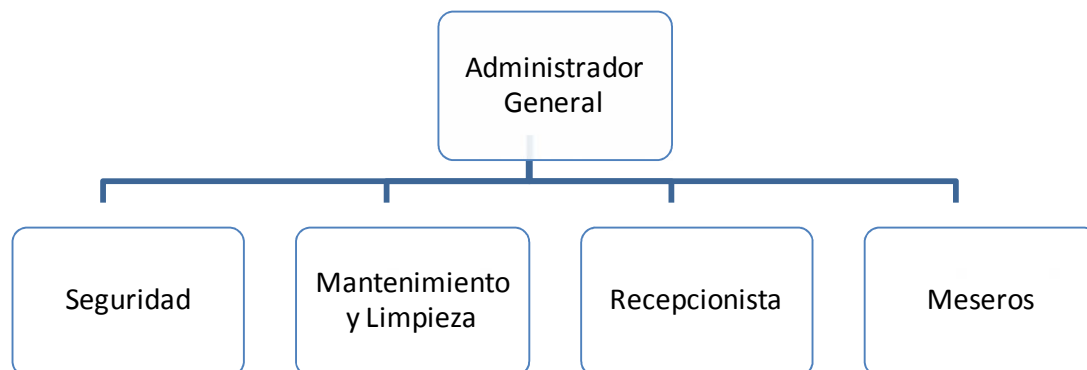 Administrador
General
Seguridad
Mantenimiento
y Limpieza
Recepcionista
Meseros